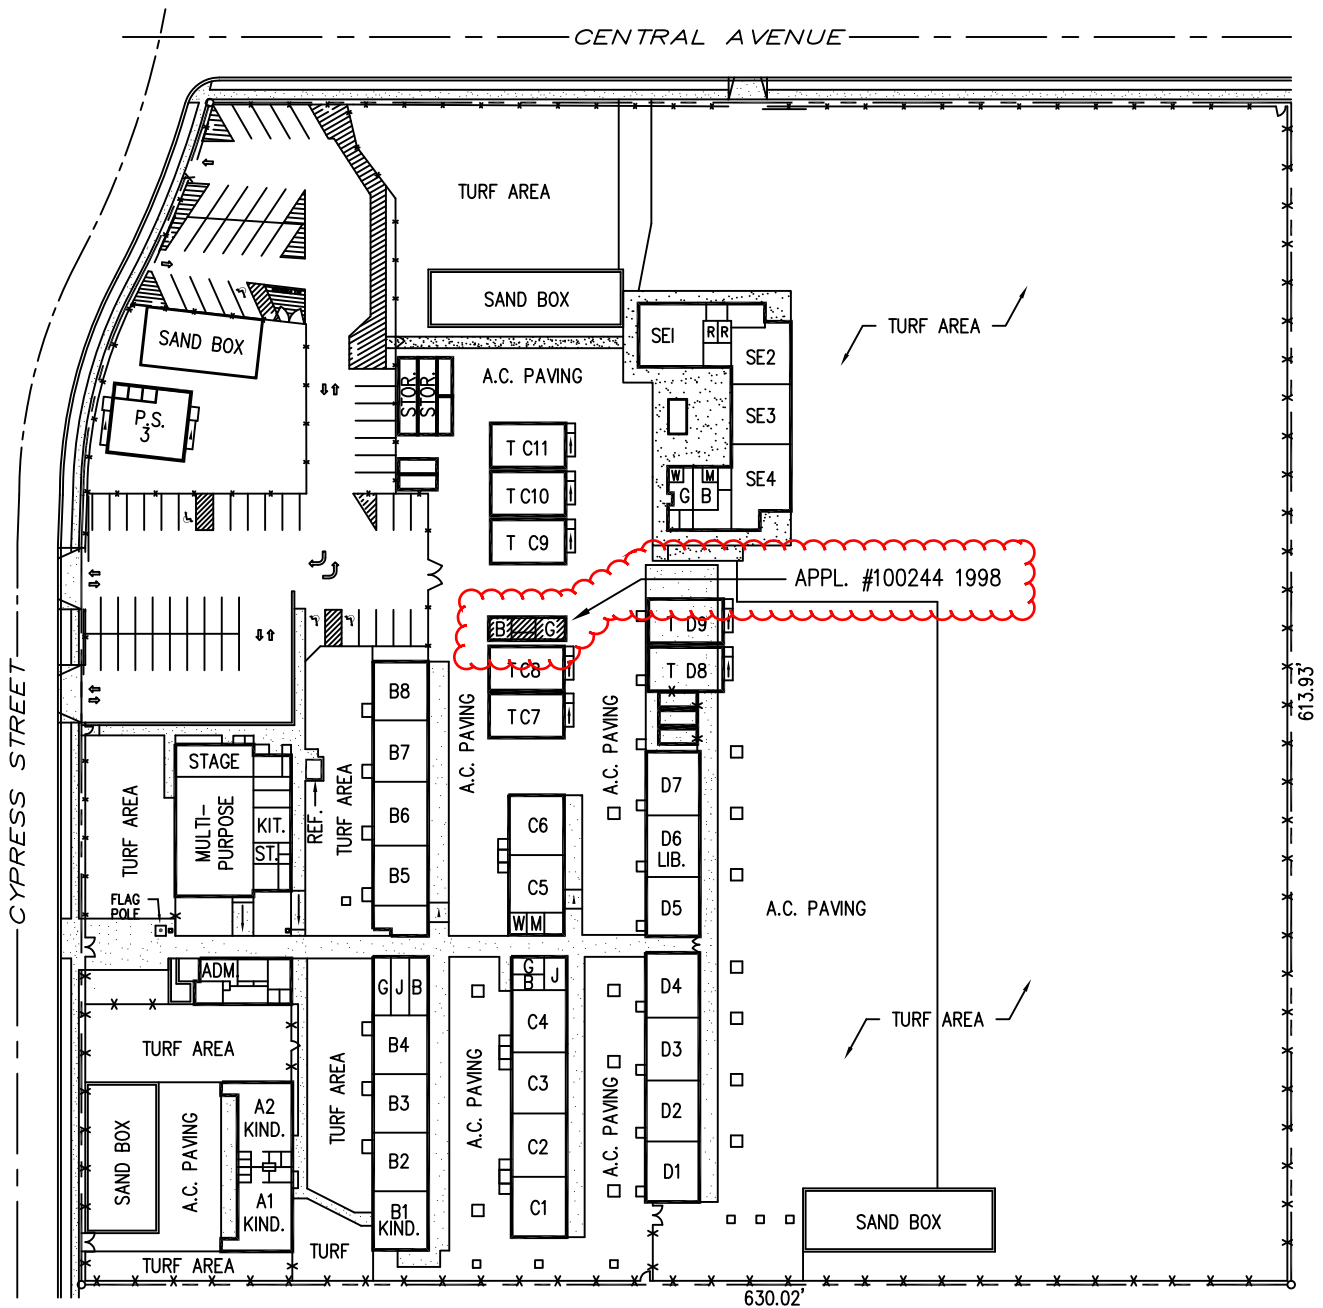 CENTRAL AVENUE
TURF AREA
SAND BOX
SAND BOX
SE1
R R
SE2
TURF AREA
A.C. PAVING
STOR.
STOR.
P.S.
3
SE3
T C11
T C10
T C9
W M
G B
SE4
APPL. #100244 1998
B G
T D9
T C8
T D8
B8
T C7
A.C. PAVING
A.C. PAVING
613.93'
CYPRESS STREET
STAGE
B7
D7
TURF AREA
MULTI-
PURPOSE
KIT.
ST.
REF.
TURF AREA
B6
C6
D6
LIB.
B5
C5
D5
FLAG
POLE
W M
A.C. PAVING
ADM.
G J B
G
B
J
D4
TURF AREA
B4
C4
D3
TURF AREA
SAND BOX
A.C. PAVING
A2
KIND.
TURF AREA
B3
A.C. PAVING
C3
A.C. PAVING
D2
B2
C2
D1
A1
KIND.
B1
KIND.
C1
SAND BOX
TURF AREA
TURF
630.02'